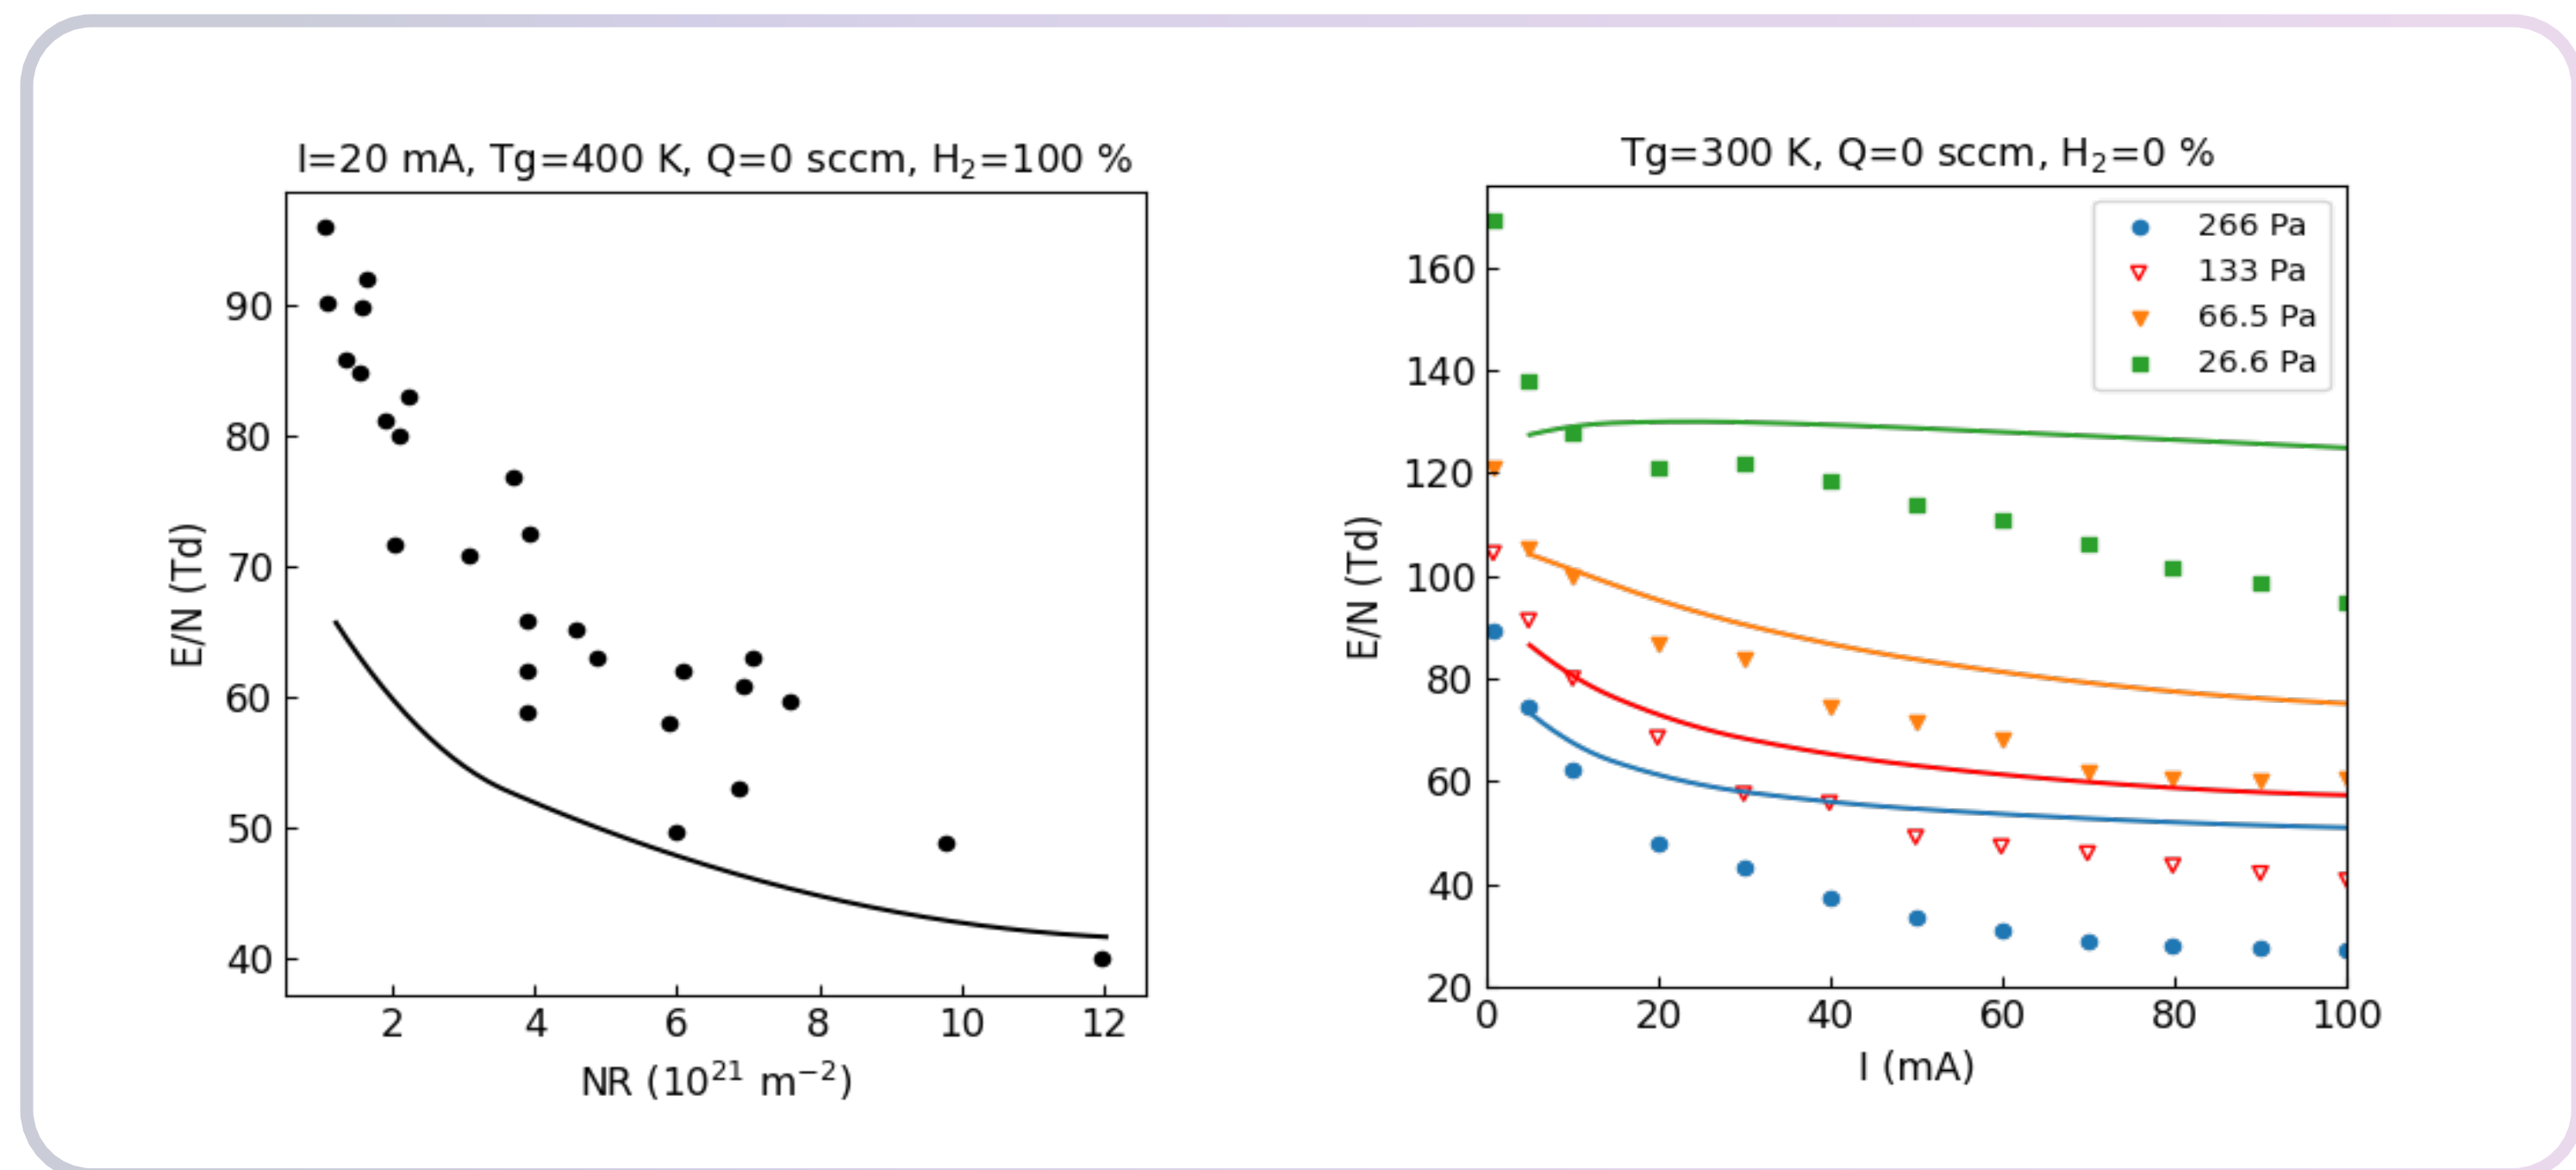 I=20 mA, Tg=400 K, Q=0 sccm, H₂=100 %
E/N (Td)
90
80
70
60
50
40
2 4 6 8 10 12
NR (10²¹ m⁻²)
Tg=300 K, Q=0 sccm, H₂=0 %
266 Pa
133 Pa
66.5 Pa
26.6 Pa
E/N (Td)
160
140
120
100
80
60
40
20
0 20 40 60 80 100
I (mA)